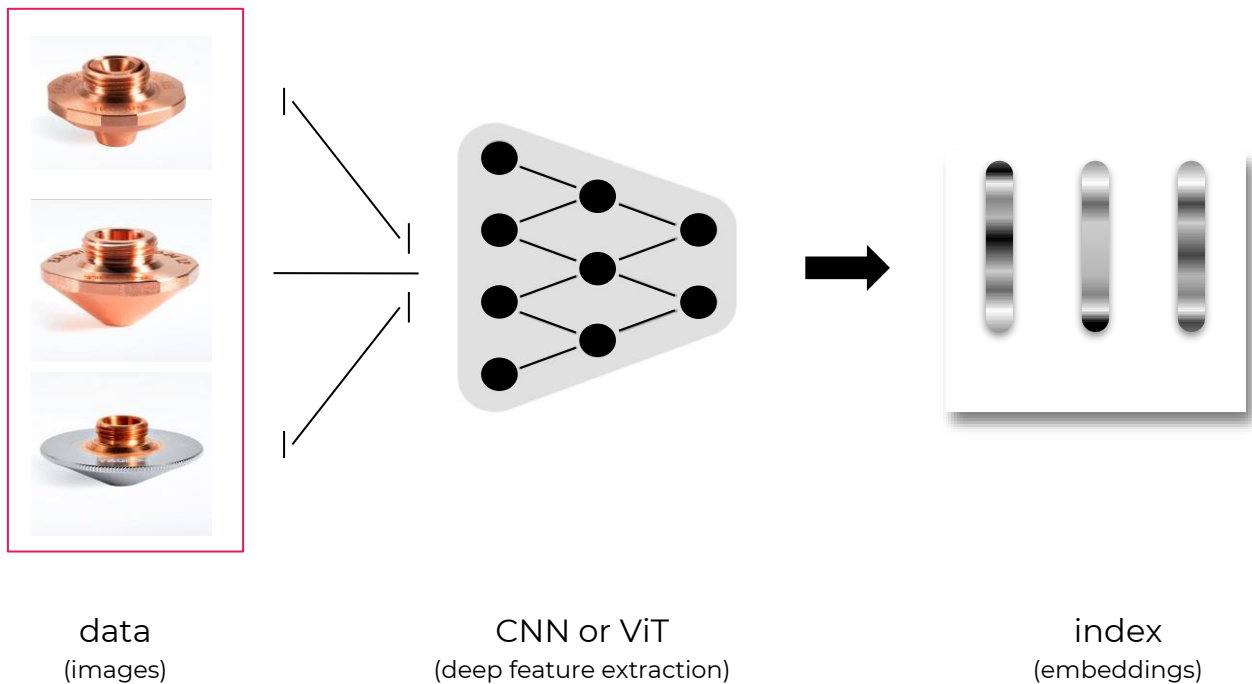 data
(images)
CNN or ViT
(deep feature extraction)
index
(embeddings)